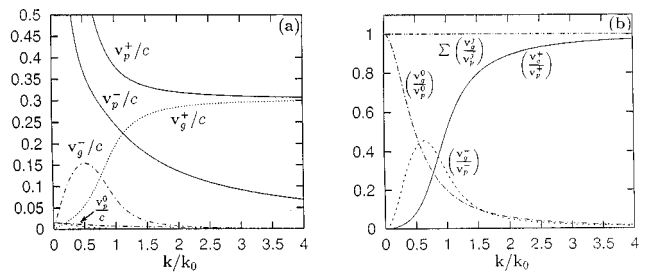 (a)
0.5
0.45
0.4
0.35
0.3
0.25
0.2
0.15
0.1
0.05
0
v_p^+/c
v_p^-/c
v_g^+/c
v_g^-/c
v_p^0/c
0 0.5 1 1.5 2 2.5 3 3.5 4
k/k_0
(b)
1
0.8
0.6
0.4
0.2
0
Σ (v_g^j/v_p^j)
(v_g^+/v_p^+)
(v_g^0/v_p^0)
(v_g^-/v_p^-)
0 0.5 1 1.5 2 2.5 3 3.5 4
k/k_0